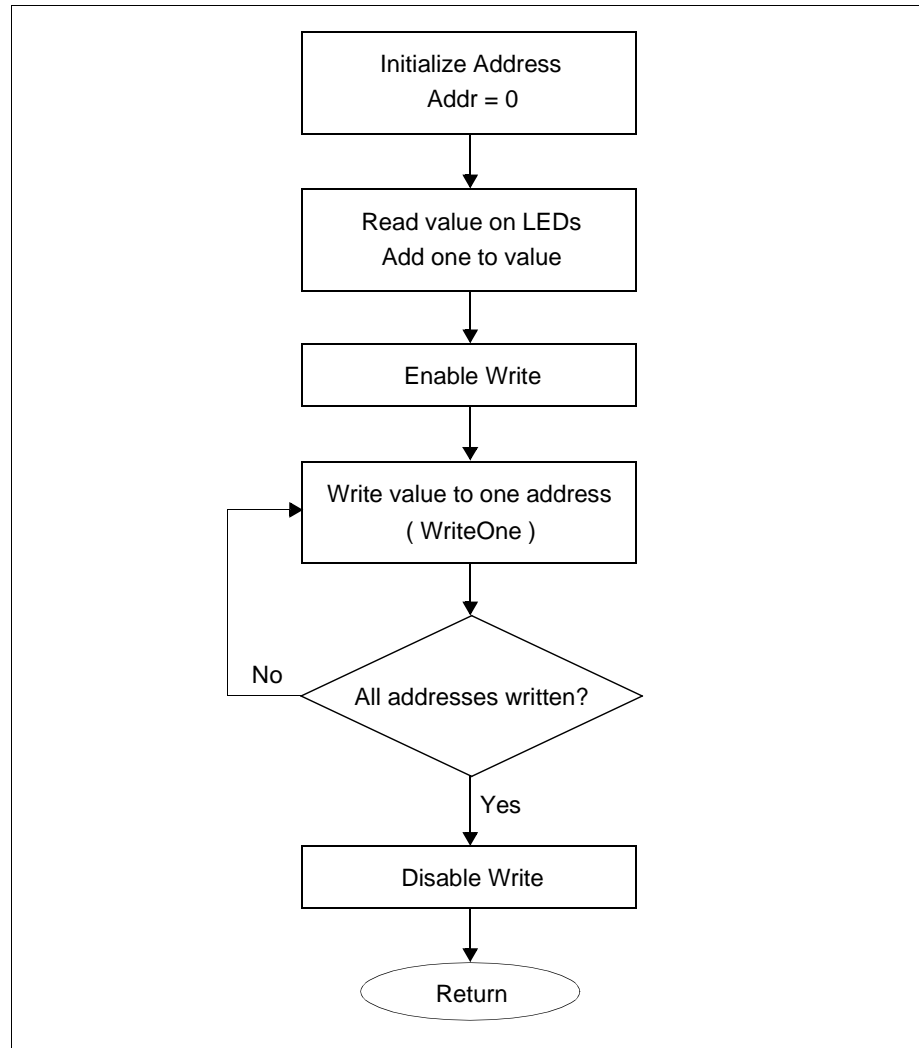 Initialize Address
Addr = 0
Read value on LEDs
Add one to value
Enable Write
Write value to one address
( WriteOne )
No
All addresses written?
Yes
Disable Write
Return